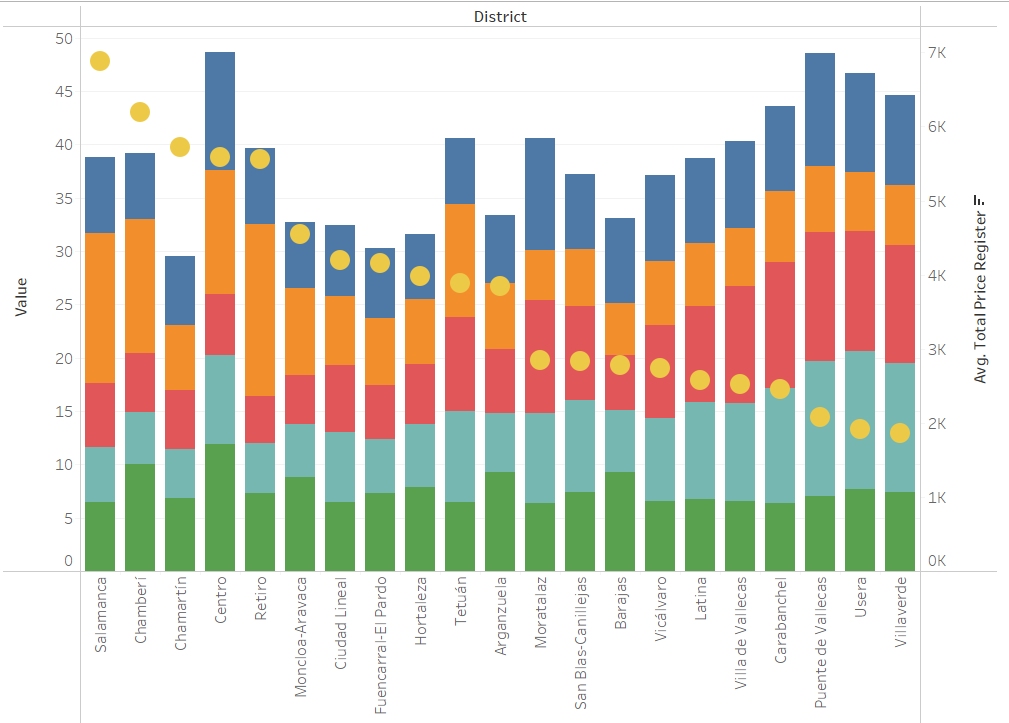 District
50
45
40
35
30
25
20
15
10
5
0
Value
7K
6K
5K
4K
3K
2K
1K
0K
Avg. Total Price Register
Salamanca
Chamberí
Chamartín
Centro
Retiro
Moncloa-Aravaca
Ciudad Lineal
Fuencarral-El Pardo
Hortaleza
Tetuán
Arganzuela
Moratalaz
San Blas-Canillejas
Barajas
Vicálvaro
Latina
Villa de Vallecas
Carabanchel
Puente de Vallecas
Usera
Villaverde